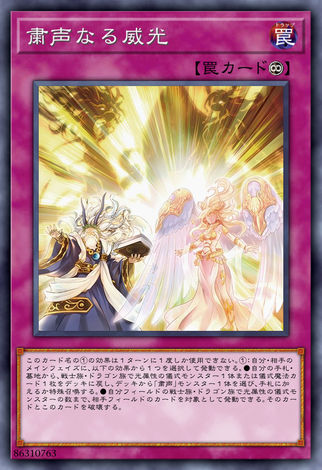 粛声なる威光
トラップ
罠
【罠カード♾】
このカード名の①の効果は1ターンに1度しか使用できない。①:自分・相手の
メインフェイズに、以下の効果から1つを選択して発動できる。●自分の手札・
墓地から、戦士族・ドラゴン族で光属性の儀式モンスター1体または儀式魔法カ
ード1枚をデッキに戻し、デッキから「粛声」モンスター1体を選び、手札に加
えるか特殊召喚する。●自分フィールドの戦士族・ドラゴン族で光属性の儀式モ
ンスターの数まで、相手フィールドのカードを対象として発動できる。そのカー
ドとこのカードを破壊する。
86310763